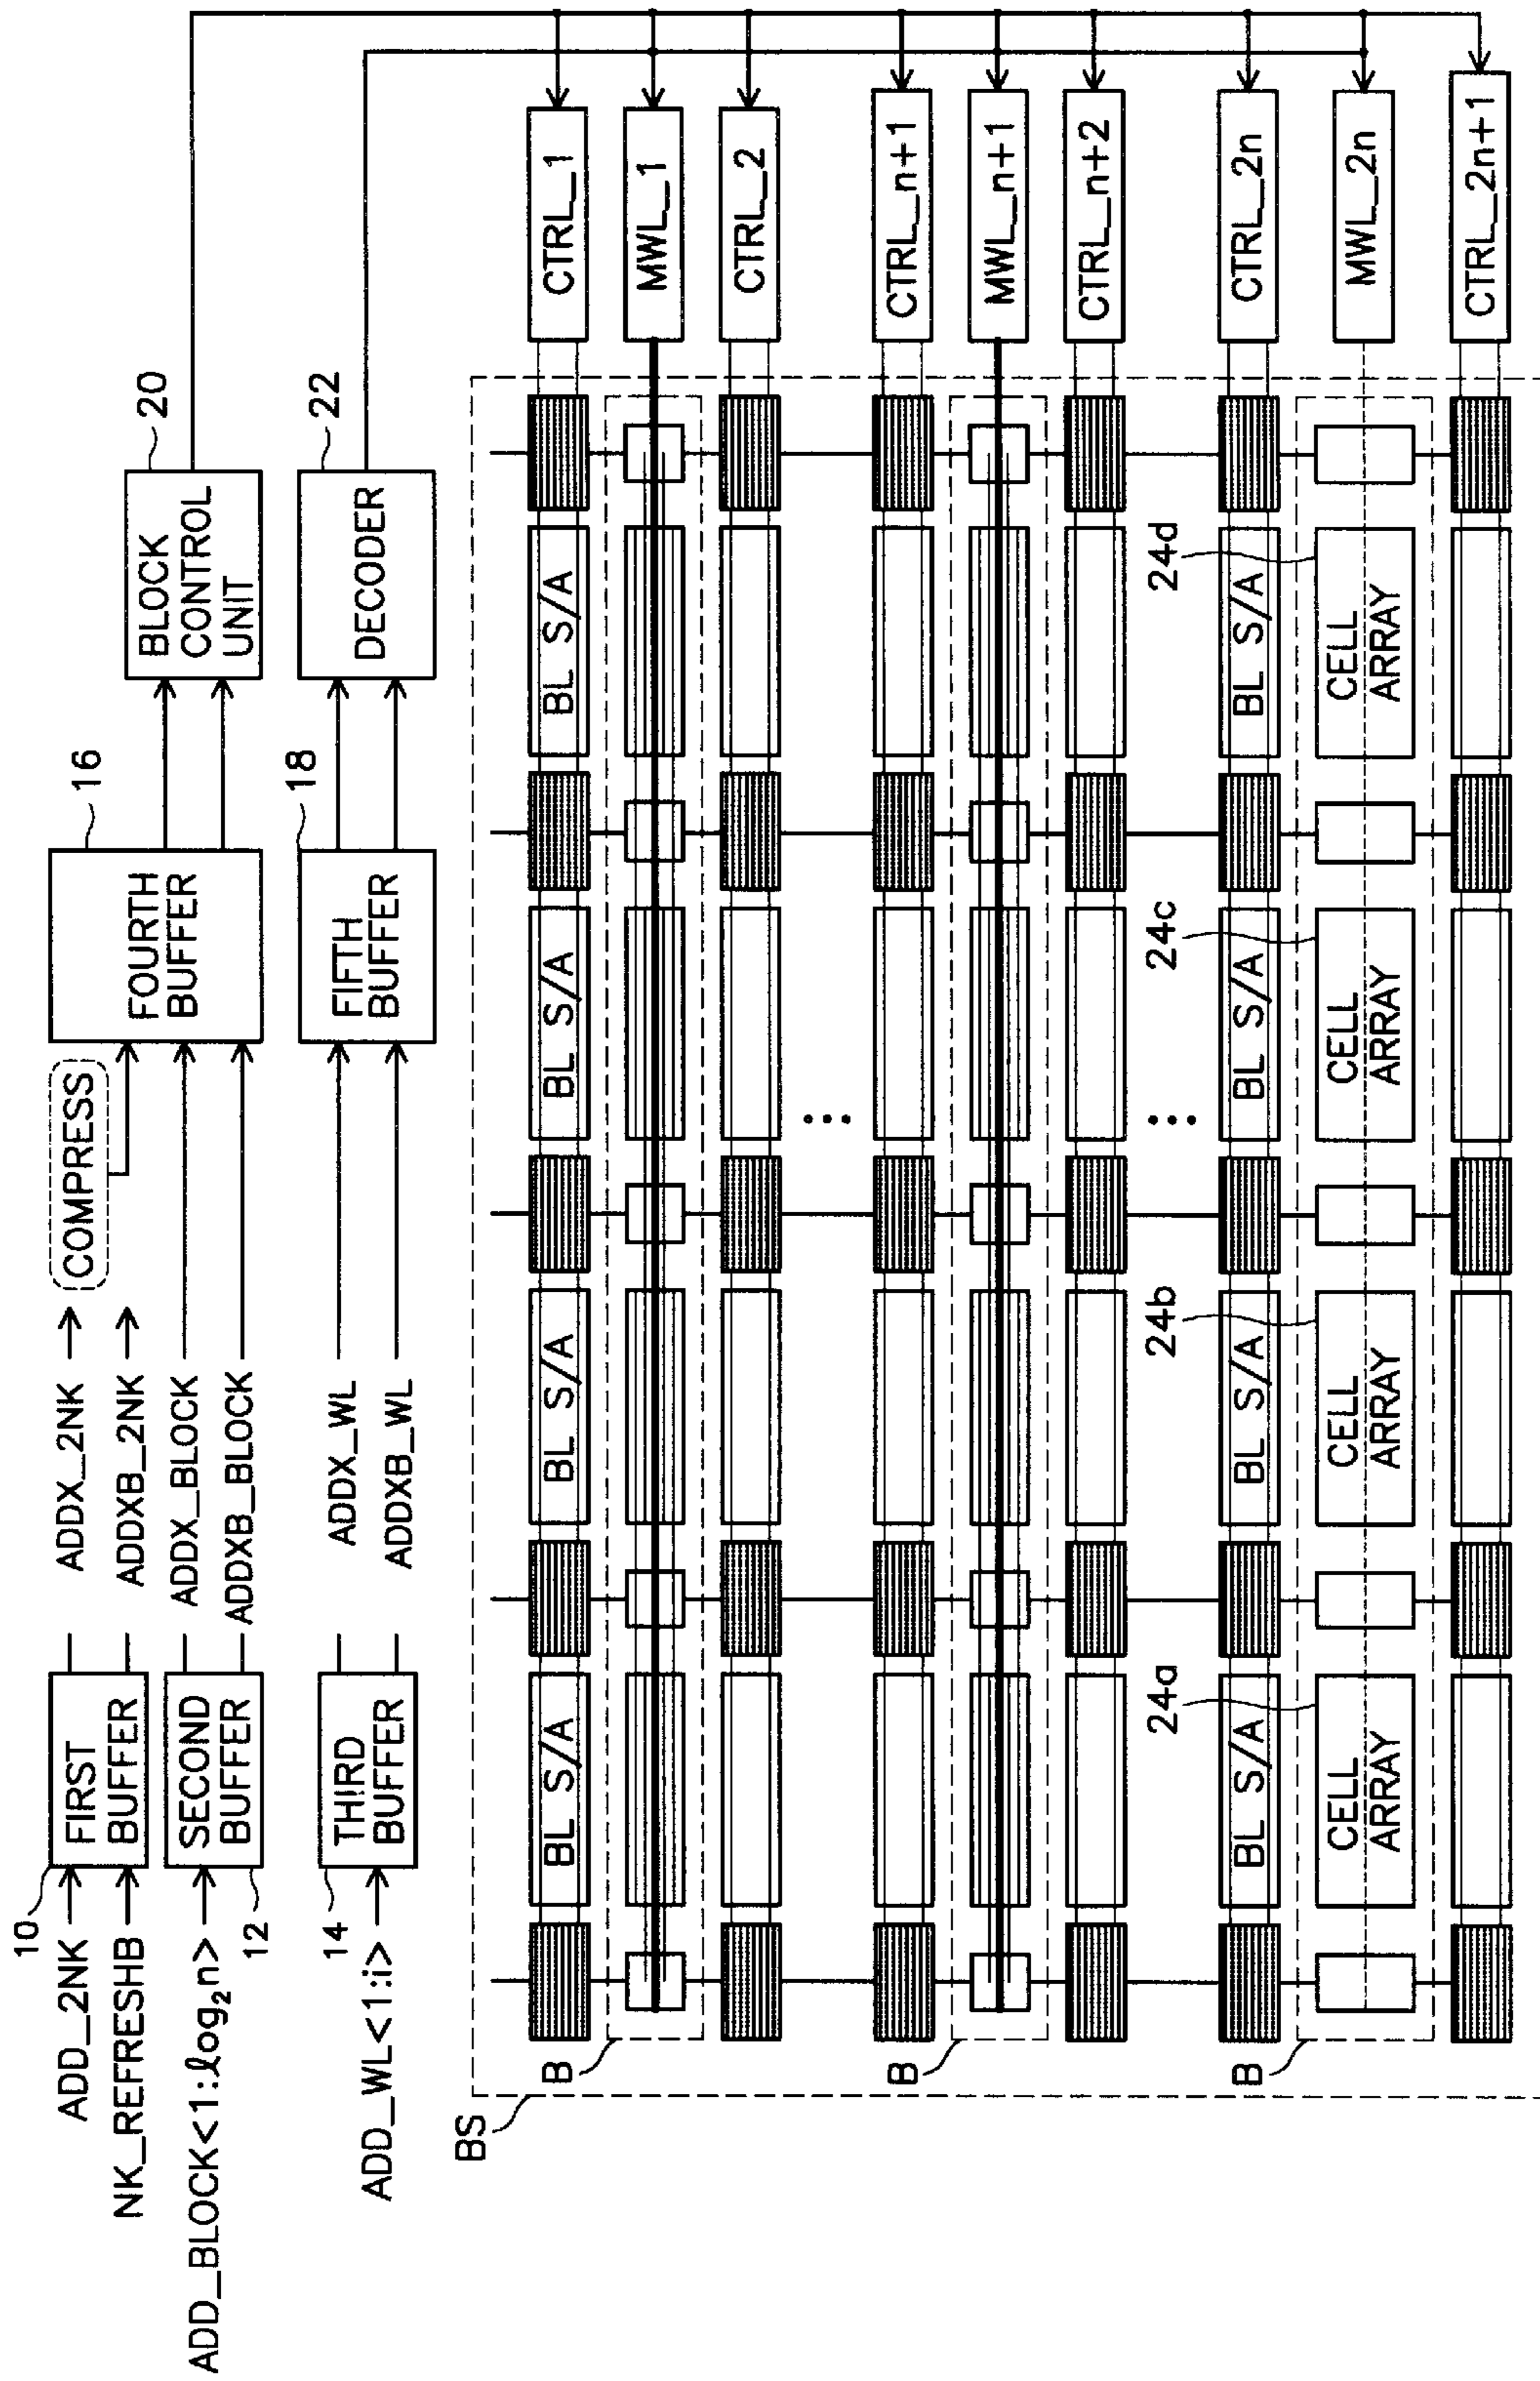 10
ADD_2NK
NK_REFRESHB
FIRST
BUFFER
ADDX_2NK
ADDXB_2NK
COMPRESS
ADD_BLOCK<1:log₂n>
12
SECOND
BUFFER
ADDX_BLOCK
ADDXB_BLOCK
16
FOURTH
BUFFER
20
BLOCK
CONTROL
UNIT
14
ADD_WL<1:i>
THIRD
BUFFER
ADDX_WL
ADDXB_WL
18
FIFTH
BUFFER
22
DECODER
BS
BL S/A
BL S/A
BL S/A
BL S/A
CTRL_1
B
MWL_1
CTRL_2
...
CTRL_n+1
B
MWL_n+1
CTRL_n+2
...
24a
24b
24c
24d
BL S/A
BL S/A
BL S/A
BL S/A
CTRL_2n
B
CELL
ARRAY
CELL
ARRAY
CELL
ARRAY
CELL
ARRAY
MWL_2n
CTRL_2n+1